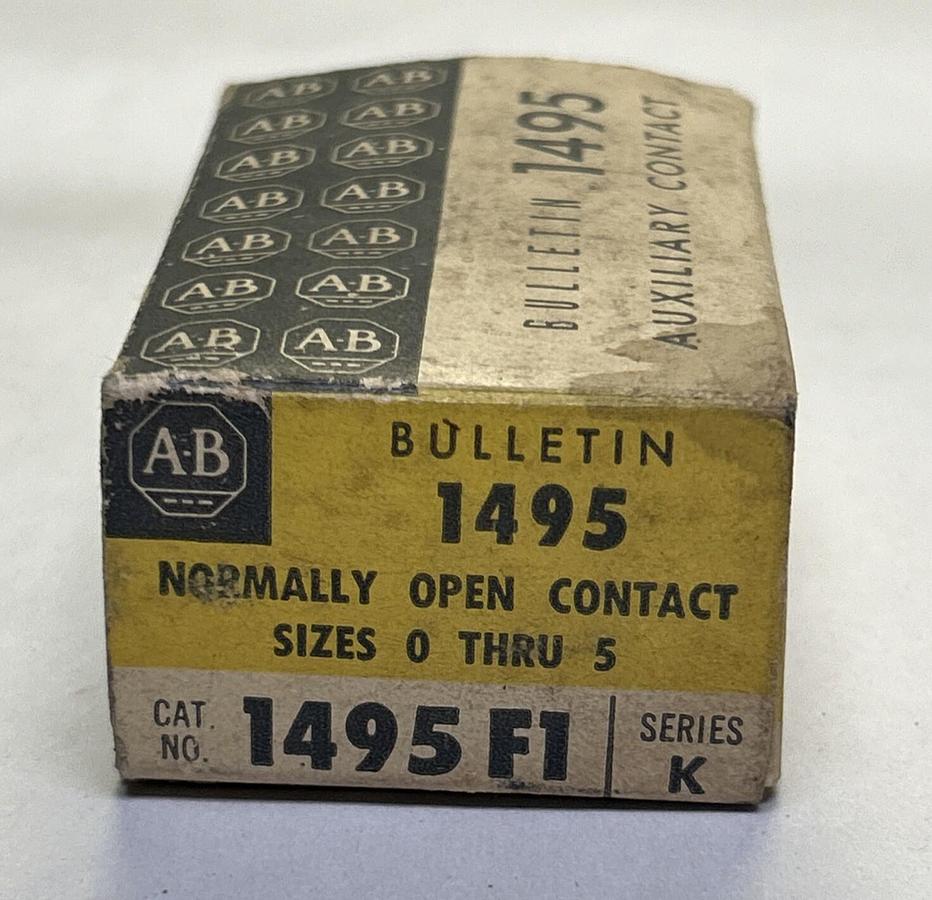 A-B A-B
A-B A-B
A-B A-B
A-B A-B
A-B A-B
A-B A-B
A-B A-B
BULLETIN 1495
AUXILIARY CONTACT
A-B
BULLETIN
1495
NORMALLY OPEN CONTACT
SIZES 0 THRU 5
CAT. NO. 1495 F1
SERIES K